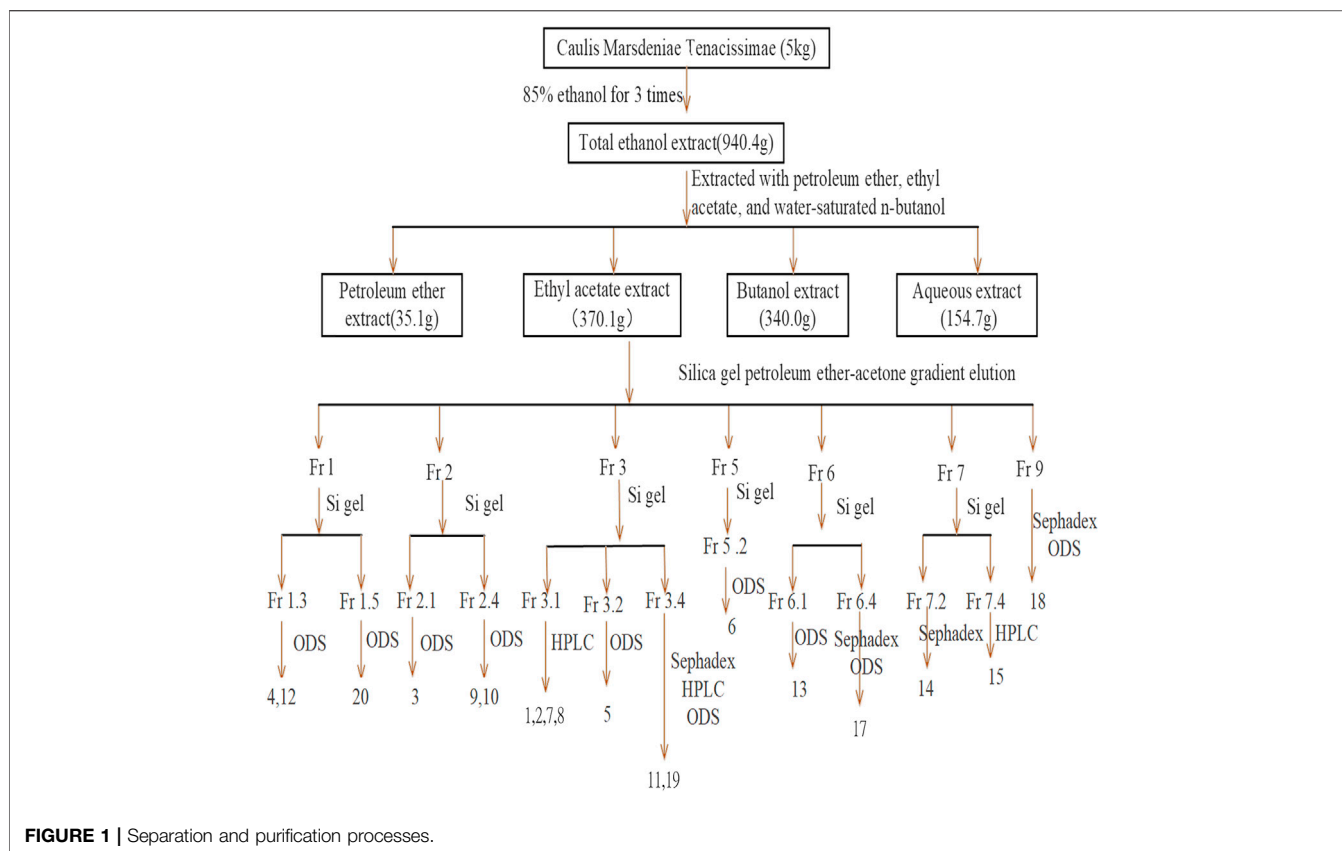 Caulis Marsdeniae Tenacissimae (5kg)
85% ethanol for 3 times
Total ethanol extract(940.4g)
Extracted with petroleum ether, ethyl
acetate, and water-saturated n-butanol
Petroleum ether
extract(35.1g)
Ethyl acetate extract
(370.1g)
Butanol extract
(340.0g)
Aqueous extract
(154.7g)
Silica gel petroleum ether-acetone gradient elution
Fr 1
Fr 2
Fr 3
Fr 5
Fr 6
Fr 7
Fr 9
Si gel
Si gel
Si gel
Si gel
Si gel
Si gel
Sephadex
ODS
Fr 1.3
Fr 1.5
Fr 2.1
Fr 2.4
Fr 3.1
Fr 3.2
Fr 3.4
Fr 5 .2
Fr 6.1
Fr 6.4
Fr 7.2
Fr 7.4
18
ODS
ODS
ODS
ODS
HPLC
ODS
Sephadex
HPLC
ODS
ODS
ODS
Sephadex
ODS
Sephadex
HPLC
4,12
20
3
9,10
1,2,7,8
5
11,19
6
13
17
14
15
FIGURE 1 | Separation and purification processes.